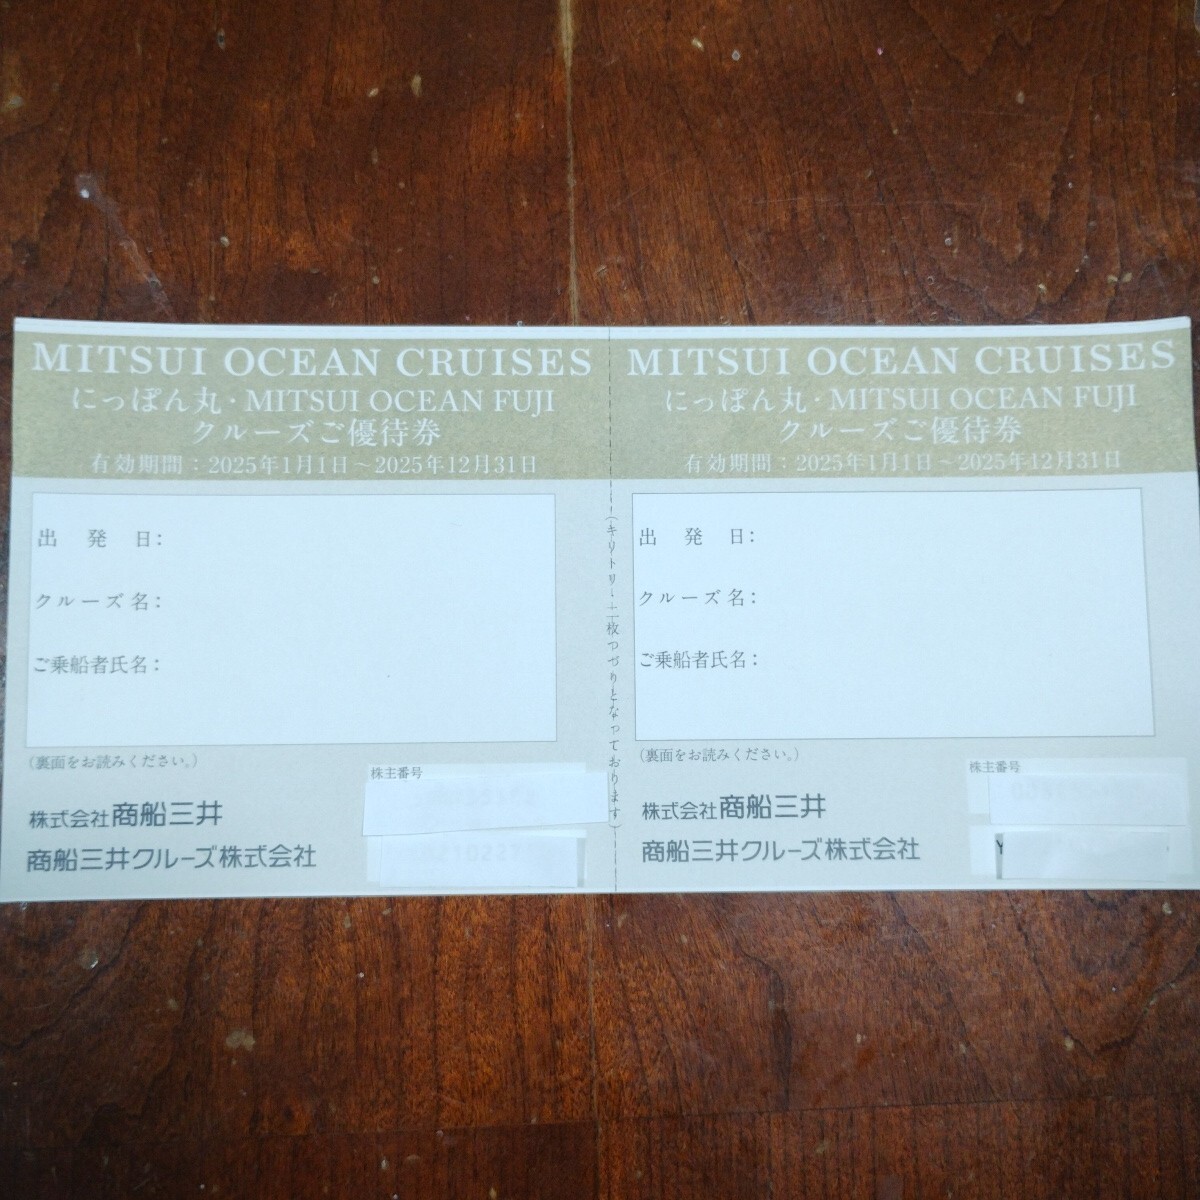 MITSUI OCEAN CRUISES
にっぽん丸・MITSUI OCEAN FUJI
クルーズご優待券
有効期間：2025年1月1日～2025年12月31日
出発日：
クルーズ名：
ご乗船者氏名：
（裏面をお読みください。）
株主番号
株式会社商船三井
商船三井クルーズ株式会社
（キリトリ・二枚つづりとなっております）
MITSUI OCEAN CRUISES
にっぽん丸・MITSUI OCEAN FUJI
クルーズご優待券
有効期間：2025年1月1日～2025年12月31日
出発日：
クルーズ名：
ご乗船者氏名：
（裏面をお読みください。）
株主番号
株式会社商船三井
商船三井クルーズ株式会社